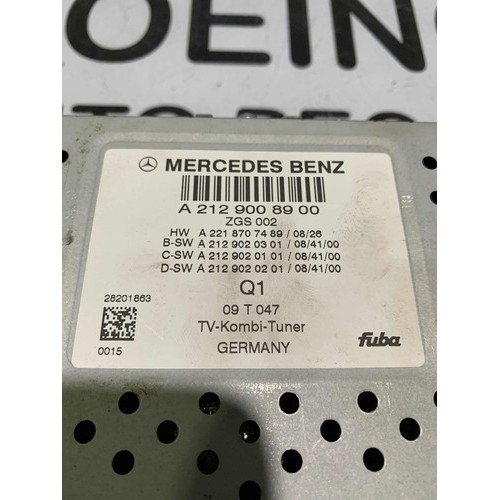 OEIN
MERCEDES BENZ
A 212 900 89 00
ZGS 002
HW A 221 870 74 89 / 08/26
B-SW A 212 902 03 01 / 08/41/00
C-SW A 212 902 01 01 / 08/41/00
D-SW A 212 902 02 01 / 08/41/00
Q1
28201863
09 T 047
TV-Kombi-Tuner
0015
GERMANY
fuba